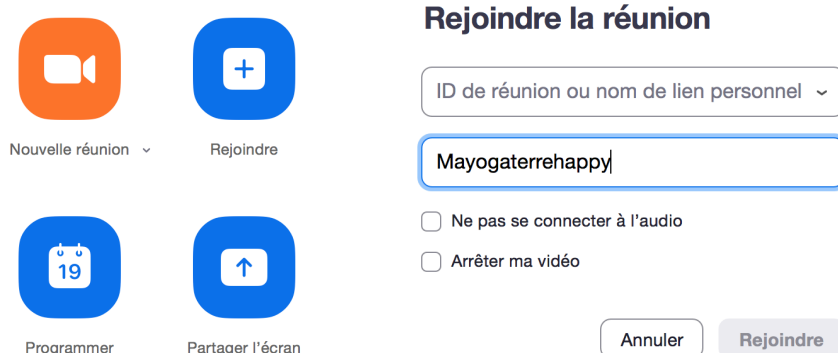 Nouvelle réunion
Rejoindre
19
Programmer
Partager l'écran
Rejoindre la réunion
ID de réunion ou nom de lien personnel
Mayogaterrehappy
Ne pas se connecter à l'audio
Arrêter ma vidéo
Annuler
Rejoindre